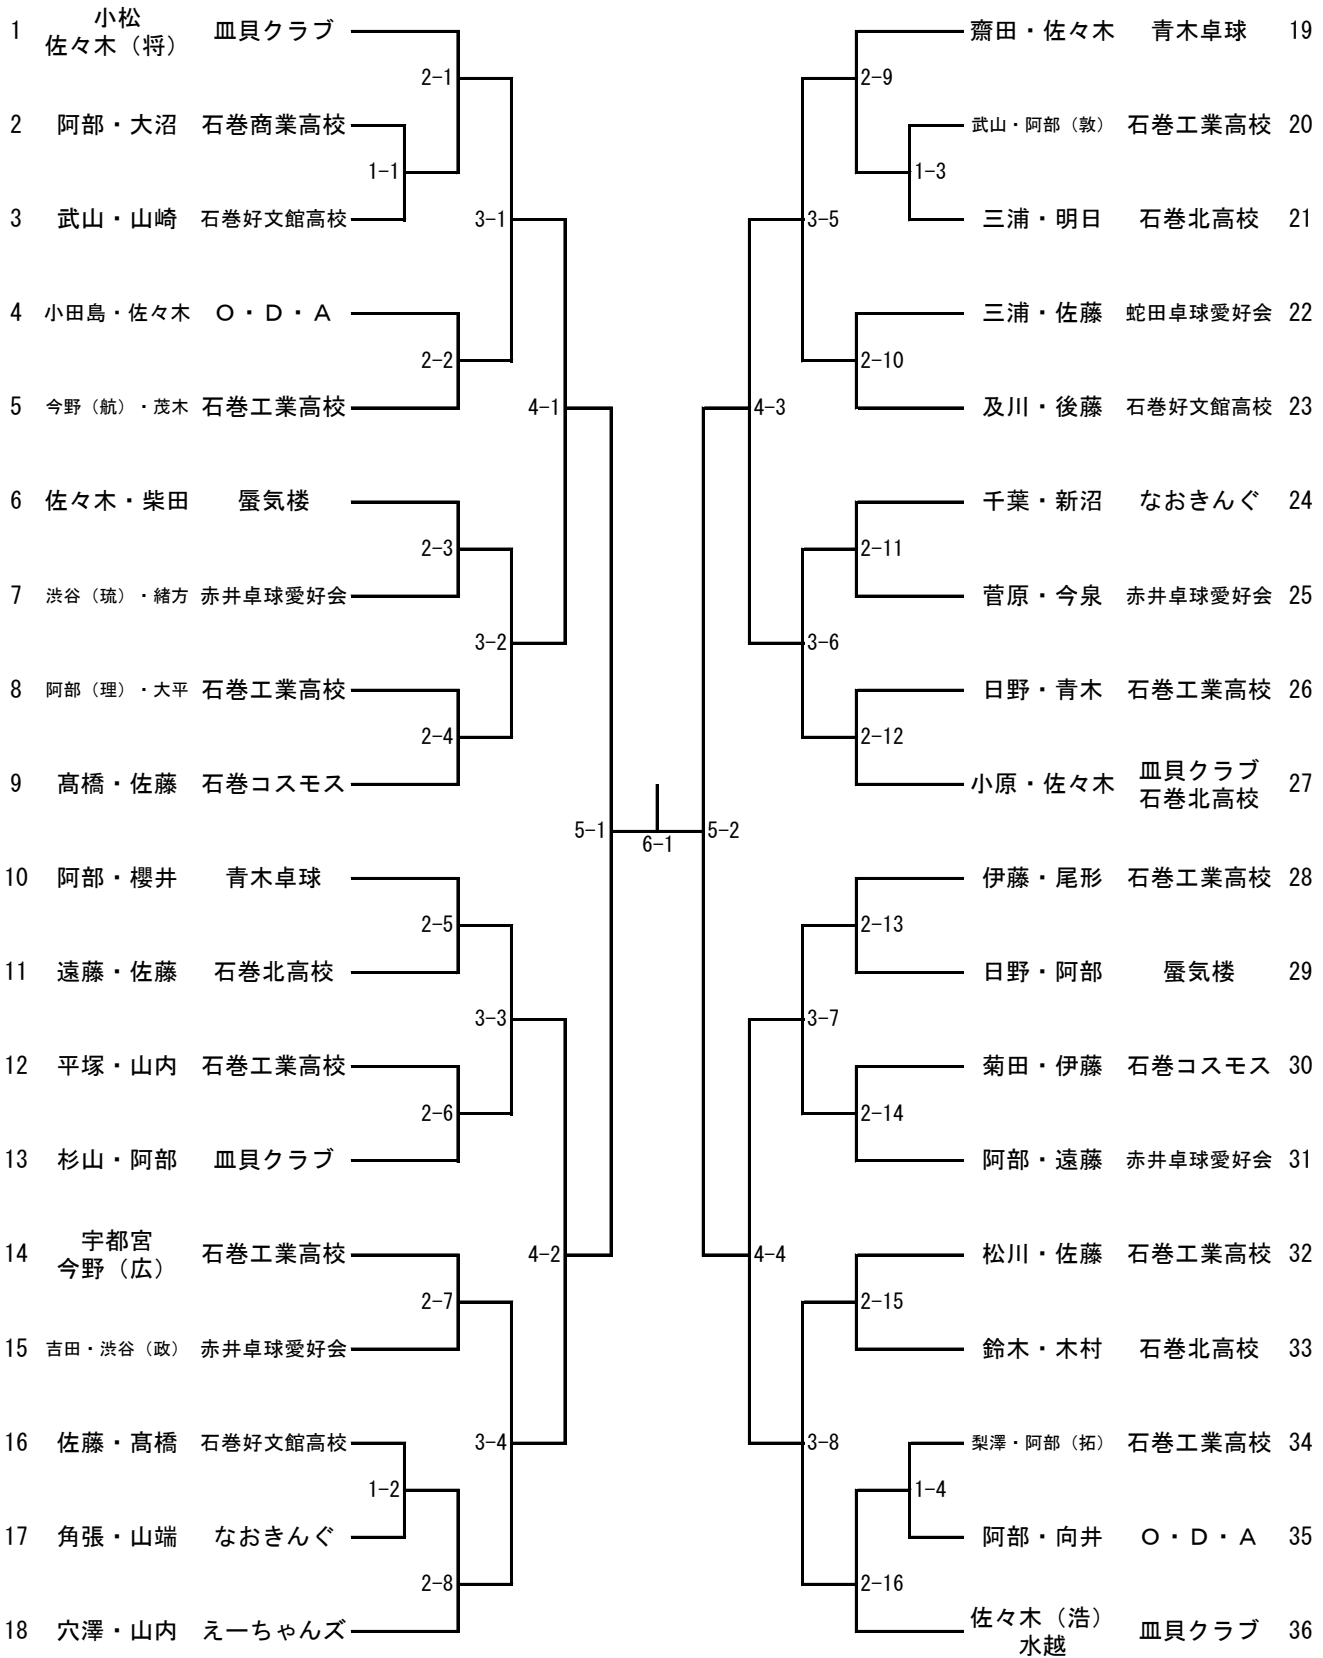 1 小松 佐々木（将） 皿貝クラブ
2-1
2 阿部・大沼 石巻商業高校
1-1
3 武山・山崎 石巻好文館高校
3-1
4 小田島・佐々木 Ｏ・Ｄ・Ａ
2-2
5 今野（航）・茂木 石巻工業高校
4-1
6 佐々木・柴田 蜃気楼
2-3
7 渋谷（琉）・緒方 赤井卓球愛好会
3-2
8 阿部（理）・大平 石巻工業高校
2-4
9 髙橋・佐藤 石巻コスモス
5-1
10 阿部・櫻井 青木卓球
2-5
11 遠藤・佐藤 石巻北高校
3-3
12 平塚・山内 石巻工業高校
2-6
13 杉山・阿部 皿貝クラブ
14 宇都宮 今野（広） 石巻工業高校
4-2
2-7
15 吉田・渋谷（政） 赤井卓球愛好会
16 佐藤・髙橋 石巻好文館高校
3-4
1-2
17 角張・山端 なおきんぐ
2-8
18 穴澤・山内 えーちゃんズ
6-1
齋田・佐々木 青木卓球 19
2-9
武山・阿部（敦） 石巻工業高校 20
1-3
三浦・明日 石巻北高校 21
3-5
三浦・佐藤 蛇田卓球愛好会 22
2-10
及川・後藤 石巻好文館高校 23
4-3
千葉・新沼 なおきんぐ 24
2-11
菅原・今泉 赤井卓球愛好会 25
3-6
日野・青木 石巻工業高校 26
2-12
小原・佐々木 皿貝クラブ 石巻北高校 27
5-2
伊藤・尾形 石巻工業高校 28
2-13
日野・阿部 蜃気楼 29
3-7
菊田・伊藤 石巻コスモス 30
2-14
阿部・遠藤 赤井卓球愛好会 31
4-4
松川・佐藤 石巻工業高校 32
2-15
鈴木・木村 石巻北高校 33
3-8
梨澤・阿部（拓） 石巻工業高校 34
1-4
阿部・向井 Ｏ・Ｄ・Ａ 35
2-16
佐々木（浩） 水越 皿貝クラブ 36